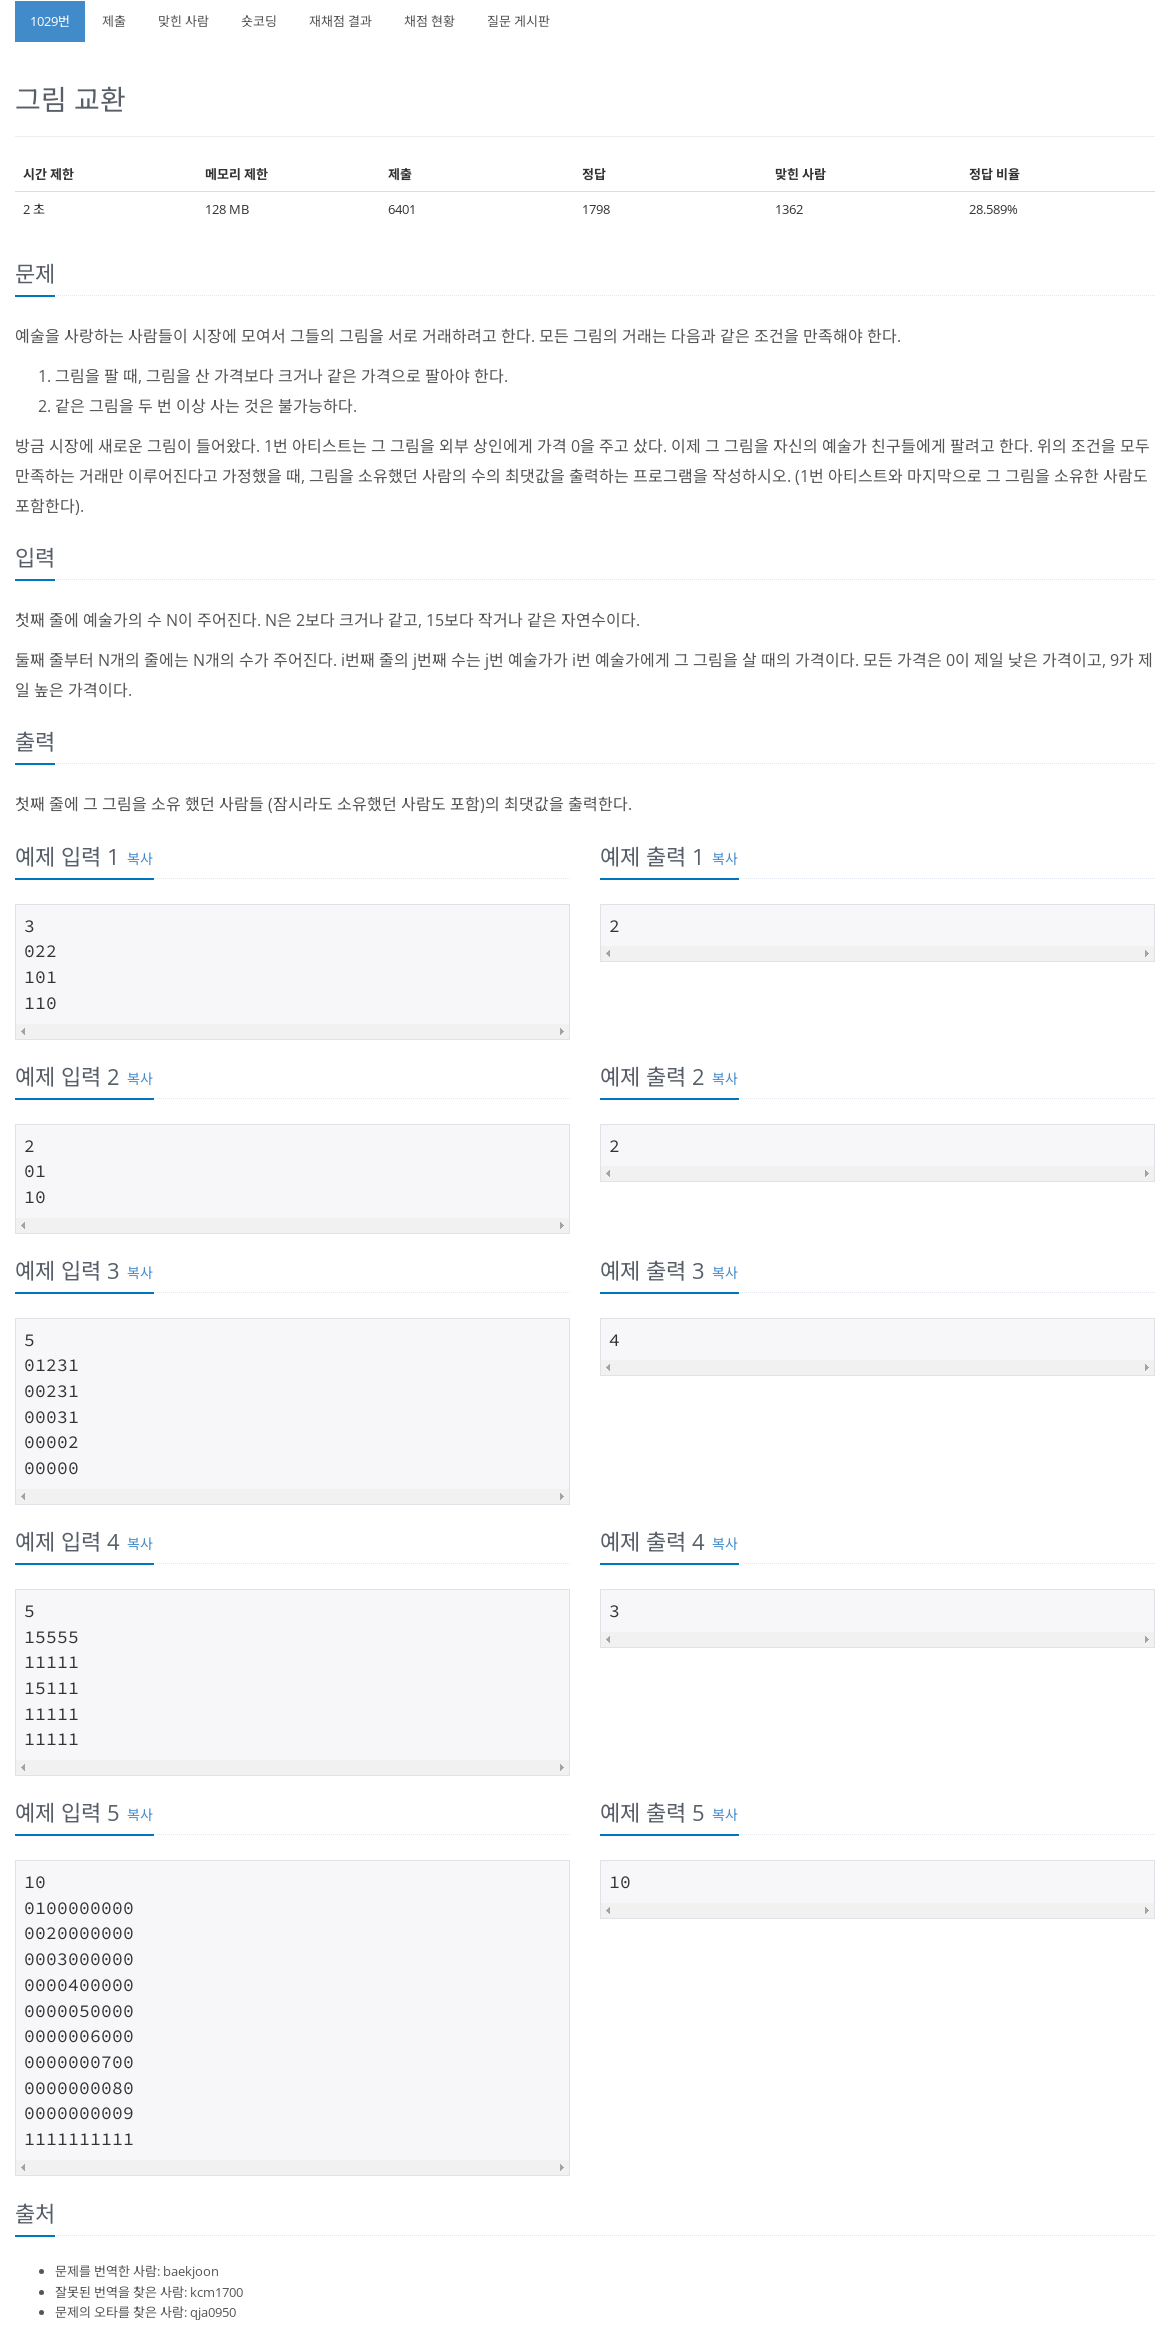 1029번 제출 맞힌 사람 숏코딩 재채점 결과 채점 현황 질문 게시판
그림 교환
시간 제한 메모리 제한 제출 정답 맞힌 사람 정답 비율
2 초 128 MB 6401 1798 1362 28.589%
문제
예술을 사랑하는 사람들이 시장에 모여서 그들의 그림을 서로 거래하려고 한다. 모든 그림의 거래는 다음과 같은 조건을 만족해야 한다.
1. 그림을 팔 때, 그림을 산 가격보다 크거나 같은 가격으로 팔아야 한다.
2. 같은 그림을 두 번 이상 사는 것은 불가능하다.
방금 시장에 새로운 그림이 들어왔다. 1번 아티스트는 그 그림을 외부 상인에게 가격 0을 주고 샀다. 이제 그 그림을 자신의 예술가 친구들에게 팔려고 한다. 위의 조건을 모두
만족하는 거래만 이루어진다고 가정했을 때, 그림을 소유했던 사람의 수의 최댓값을 출력하는 프로그램을 작성하시오. (1번 아티스트와 마지막으로 그 그림을 소유한 사람도
포함한다).
입력
첫째 줄에 예술가의 수 N이 주어진다. N은 2보다 크거나 같고, 15보다 작거나 같은 자연수이다.
둘째 줄부터 N개의 줄에는 N개의 수가 주어진다. i번째 줄의 j번째 수는 j번 예술가가 i번 예술가에게 그 그림을 살 때의 가격이다. 모든 가격은 0이 제일 낮은 가격이고, 9가 제
일 높은 가격이다.
출력
첫째 줄에 그 그림을 소유 했던 사람들 (잠시라도 소유했던 사람도 포함)의 최댓값을 출력한다.
예제 입력 1 복사
3
022
101
110
예제 출력 1 복사
2
예제 입력 2 복사
2
01
10
예제 출력 2 복사
2
예제 입력 3 복사
5
01231
00231
00031
00002
00000
예제 출력 3 복사
4
예제 입력 4 복사
5
15555
11111
15111
11111
11111
예제 출력 4 복사
3
예제 입력 5 복사
10
0100000000
0020000000
0003000000
0000400000
0000050000
0000006000
0000000700
0000000080
0000000009
1111111111
예제 출력 5 복사
10
출처
• 문제를 번역한 사람: baekjoon
• 잘못된 번역을 찾은 사람: kcm1700
• 문제의 오타를 찾은 사람: qja0950